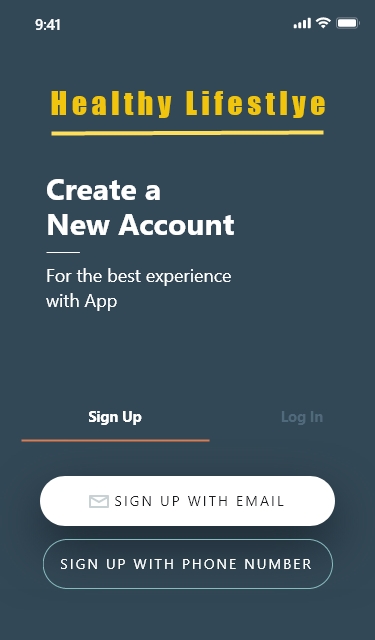 9:41
Healthy Lifestlye
Create a
New Account
For the best experience
with App
Sign Up
Log In
SIGN UP WITH EMAIL
SIGN UP WITH PHONE NUMBER